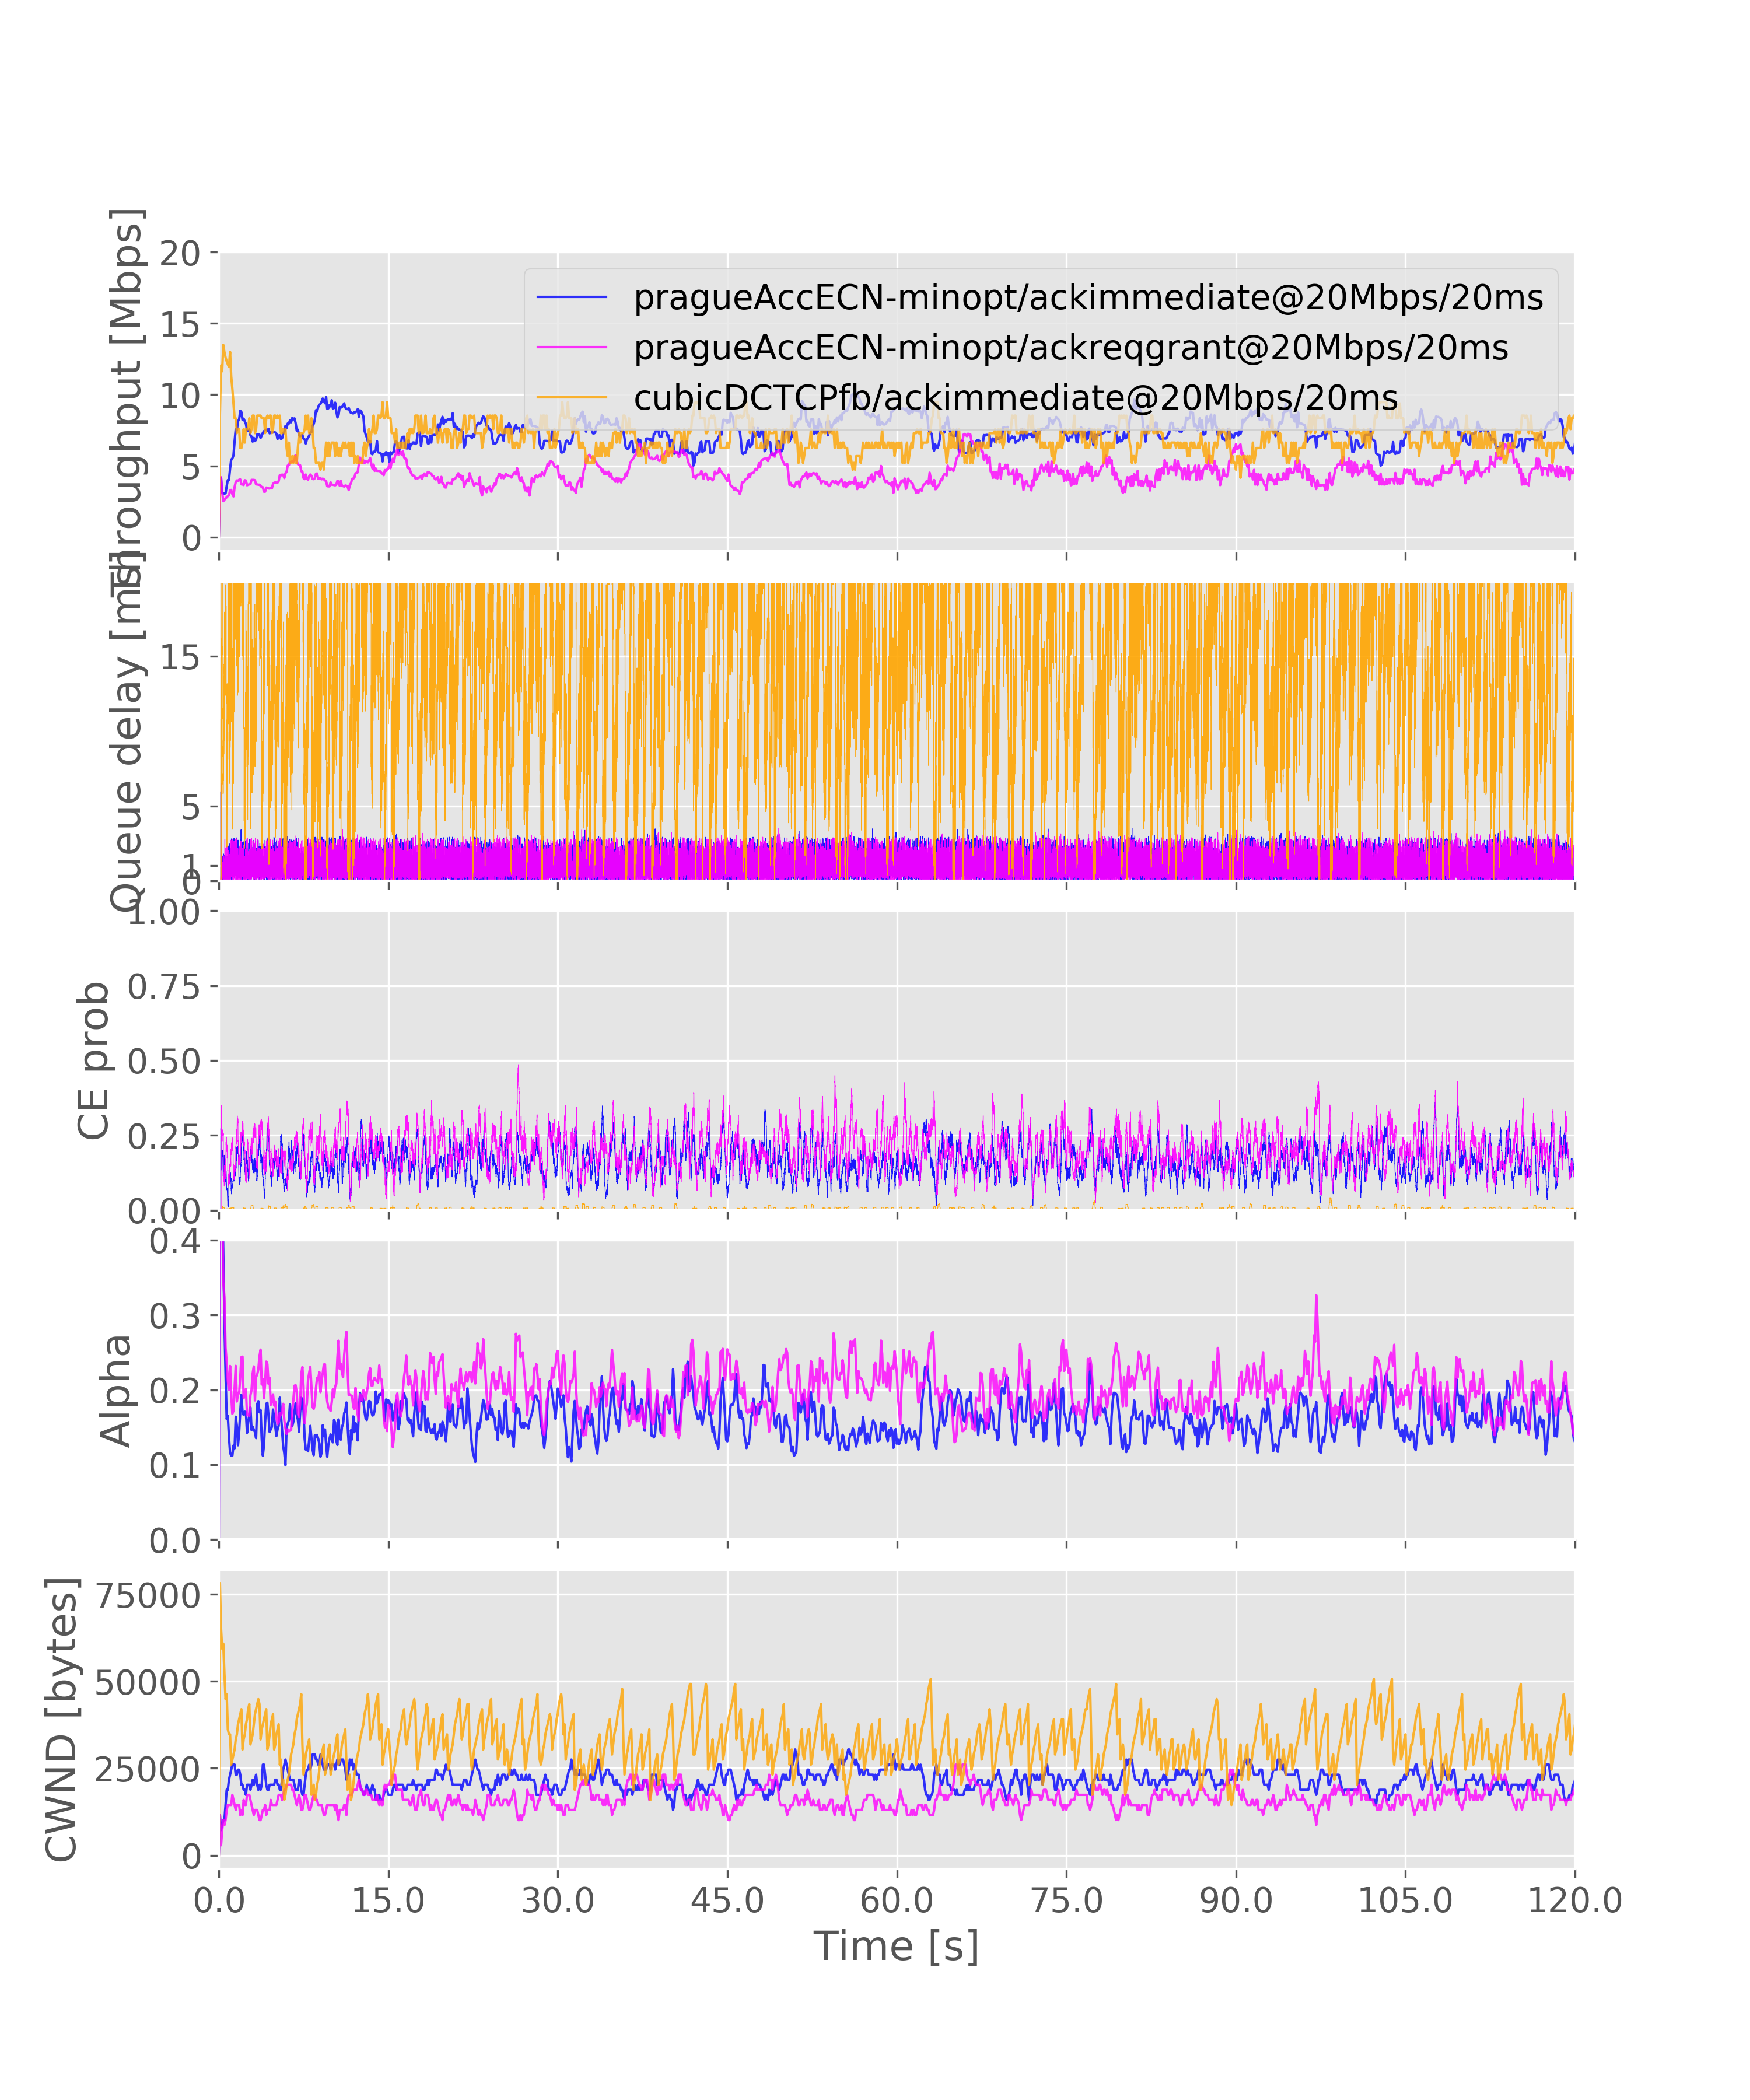 pragueAccECN-minopt/ackimmediate@20Mbps/20ms
pragueAccECN-minopt/ackreqgrant@20Mbps/20ms
cubicDCTCPfb/ackimmediate@20Mbps/20ms
Throughput [Mbps]
20
15
10
5
0
Queue delay [ms]
15
5
1
0
CE prob
1.00
0.75
0.50
0.25
0.00
Alpha
0.4
0.3
0.2
0.1
0.0
CWND [bytes]
75000
50000
25000
0
0.0 15.0 30.0 45.0 60.0 75.0 90.0 105.0 120.0
Time [s]